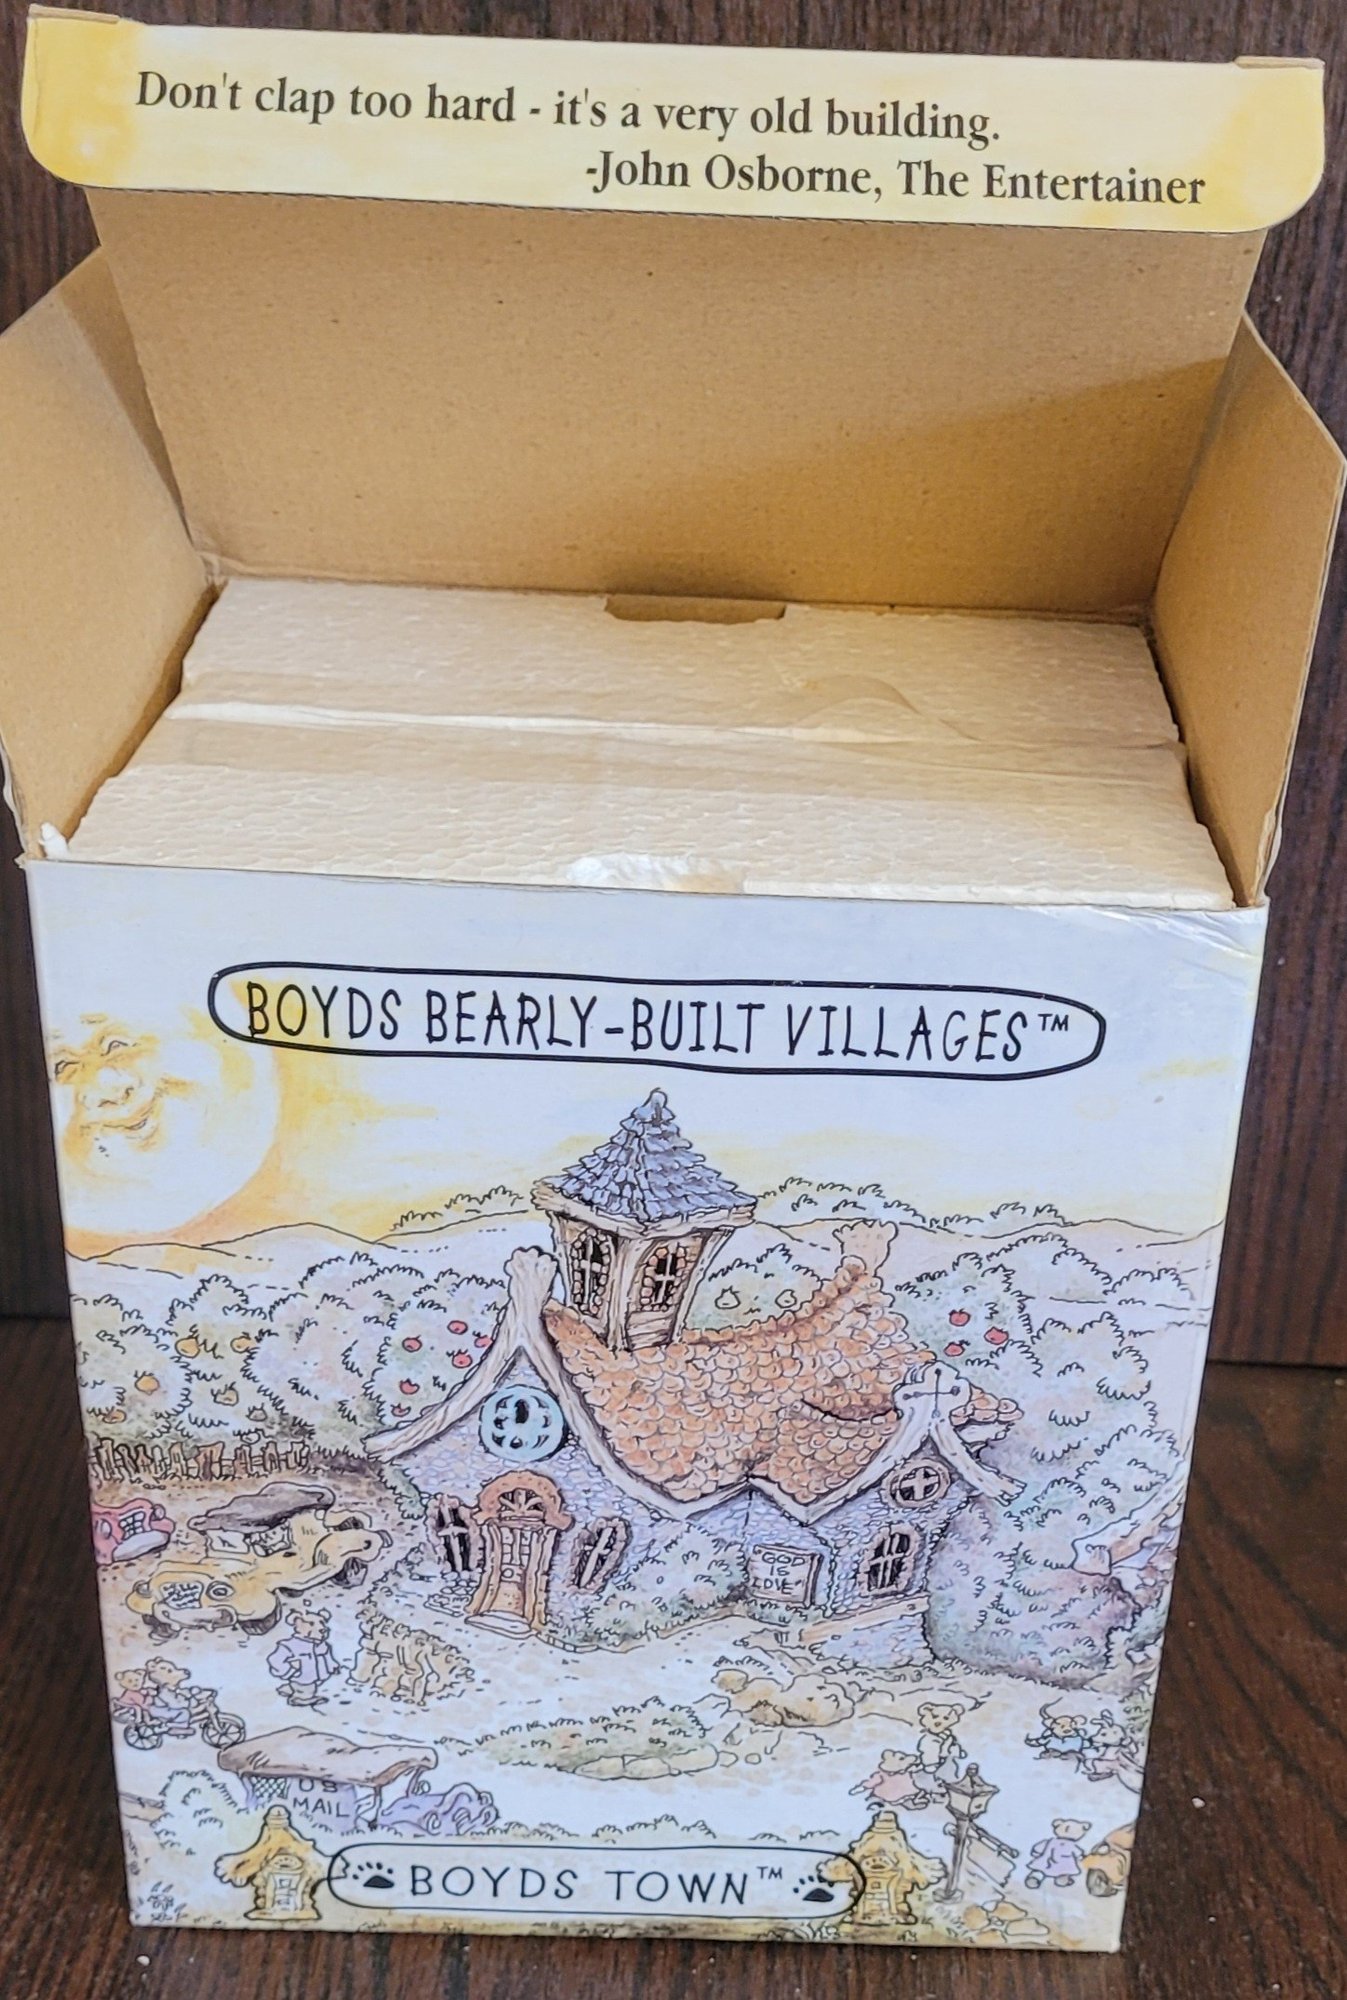 Don't clap too hard - it's a very old building.
-John Osborne, The Entertainer
BOYDS BEARLY-BUILT VILLAGES™
"GOD
IS
LOVE"
US
MAIL
BOYDS TOWN™